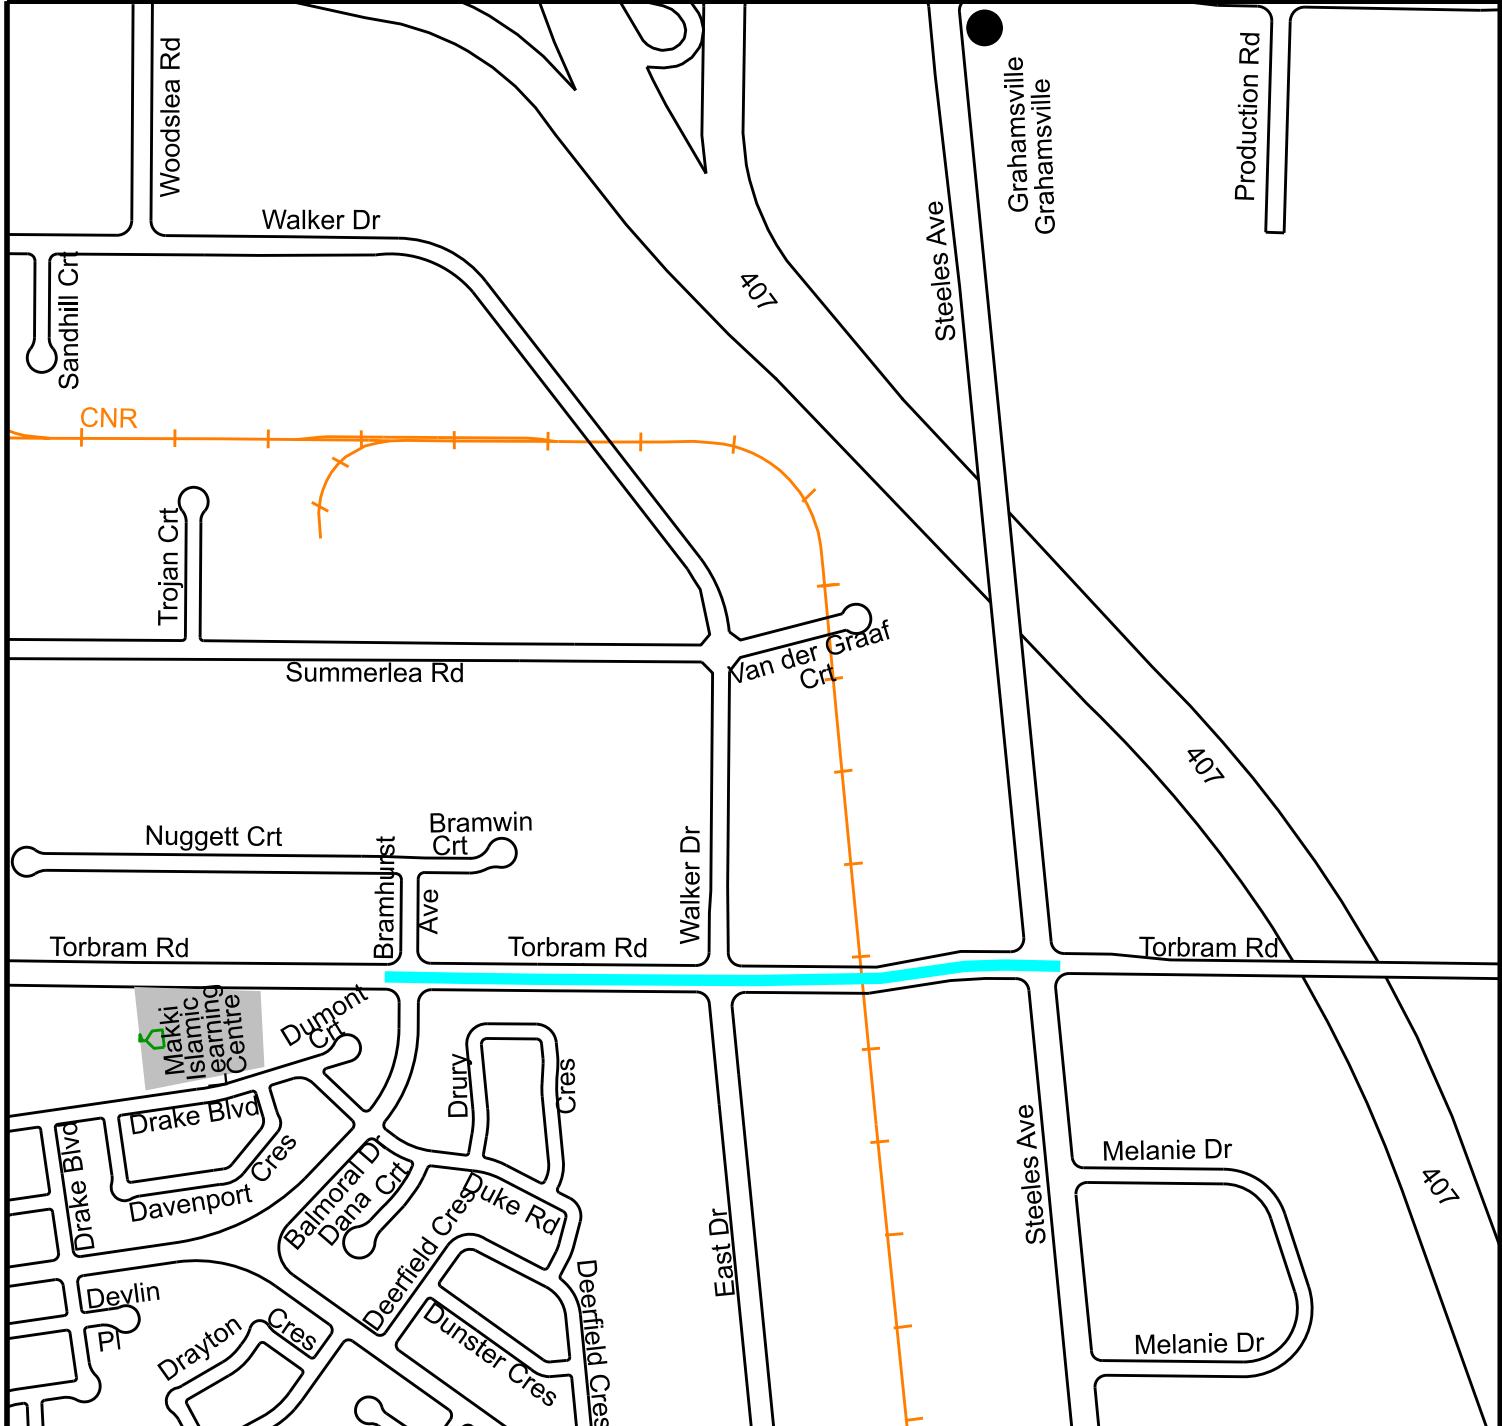 Woodslea Rd
Grahamsville
Grahamsville
Production Rd
Walker Dr
Steeles Ave
Sandhill Crt
407
CNR
Trojan Crt
Van der Graaf
Crt
Summerlea Rd
407
Nuggett Crt
Bramwin
Crt
Bramhurst
Ave
Walker Dr
Torbram Rd
Torbram Rd
Torbram Rd
Makki
Islamic
Learning
Centre
Dumont
Crt
Drury
Cres
Drake Blvd
Drake Blvd
Davenport
Cres
Balmoral Dr
Dana Crt
Duke Rd
Deerfield Cres
East Dr
Steeles Ave
Melanie Dr
407
Devlin
Pl
Drayton
Cres
Dunster Cres
Deerfield Cres
Melanie Dr